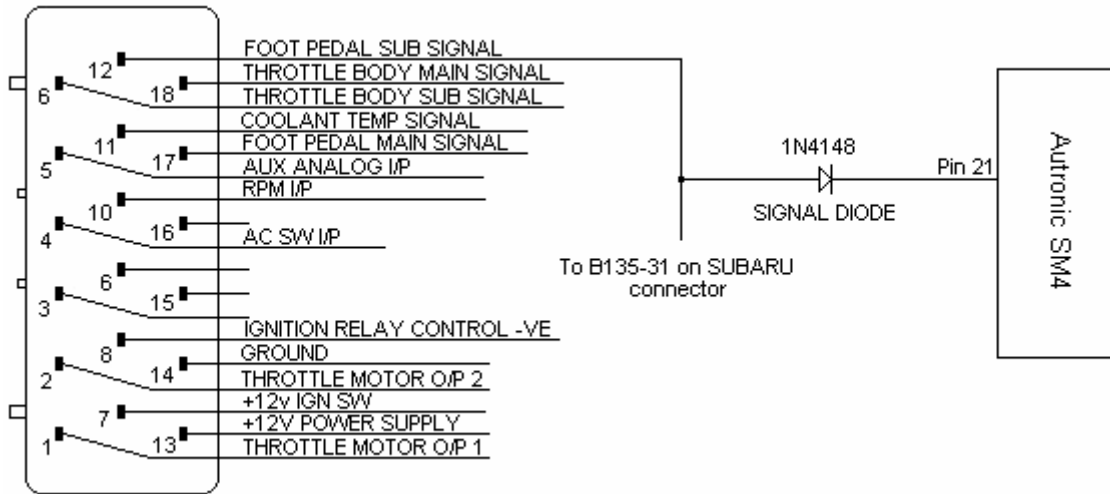 12 FOOT PEDAL SUB SIGNAL
6 18 THROTTLE BODY MAIN SIGNAL
THROTTLE BODY SUB SIGNAL
11 COOLANT TEMP SIGNAL
5 17 FOOT PEDAL MAIN SIGNAL
AUX ANALOG I/P
10 RPM I/P
4 16
AC SW I/P
6
3 15
8 IGNITION RELAY CONTROL -VE
2 14 GROUND
THROTTLE MOTOR O/P 2
7 +12v IGN SW
1 13 +12V POWER SUPPLY
THROTTLE MOTOR O/P 1
1N4148
SIGNAL DIODE
Pin 21
To B135-31 on SUBARU
connector
Autronic SM4